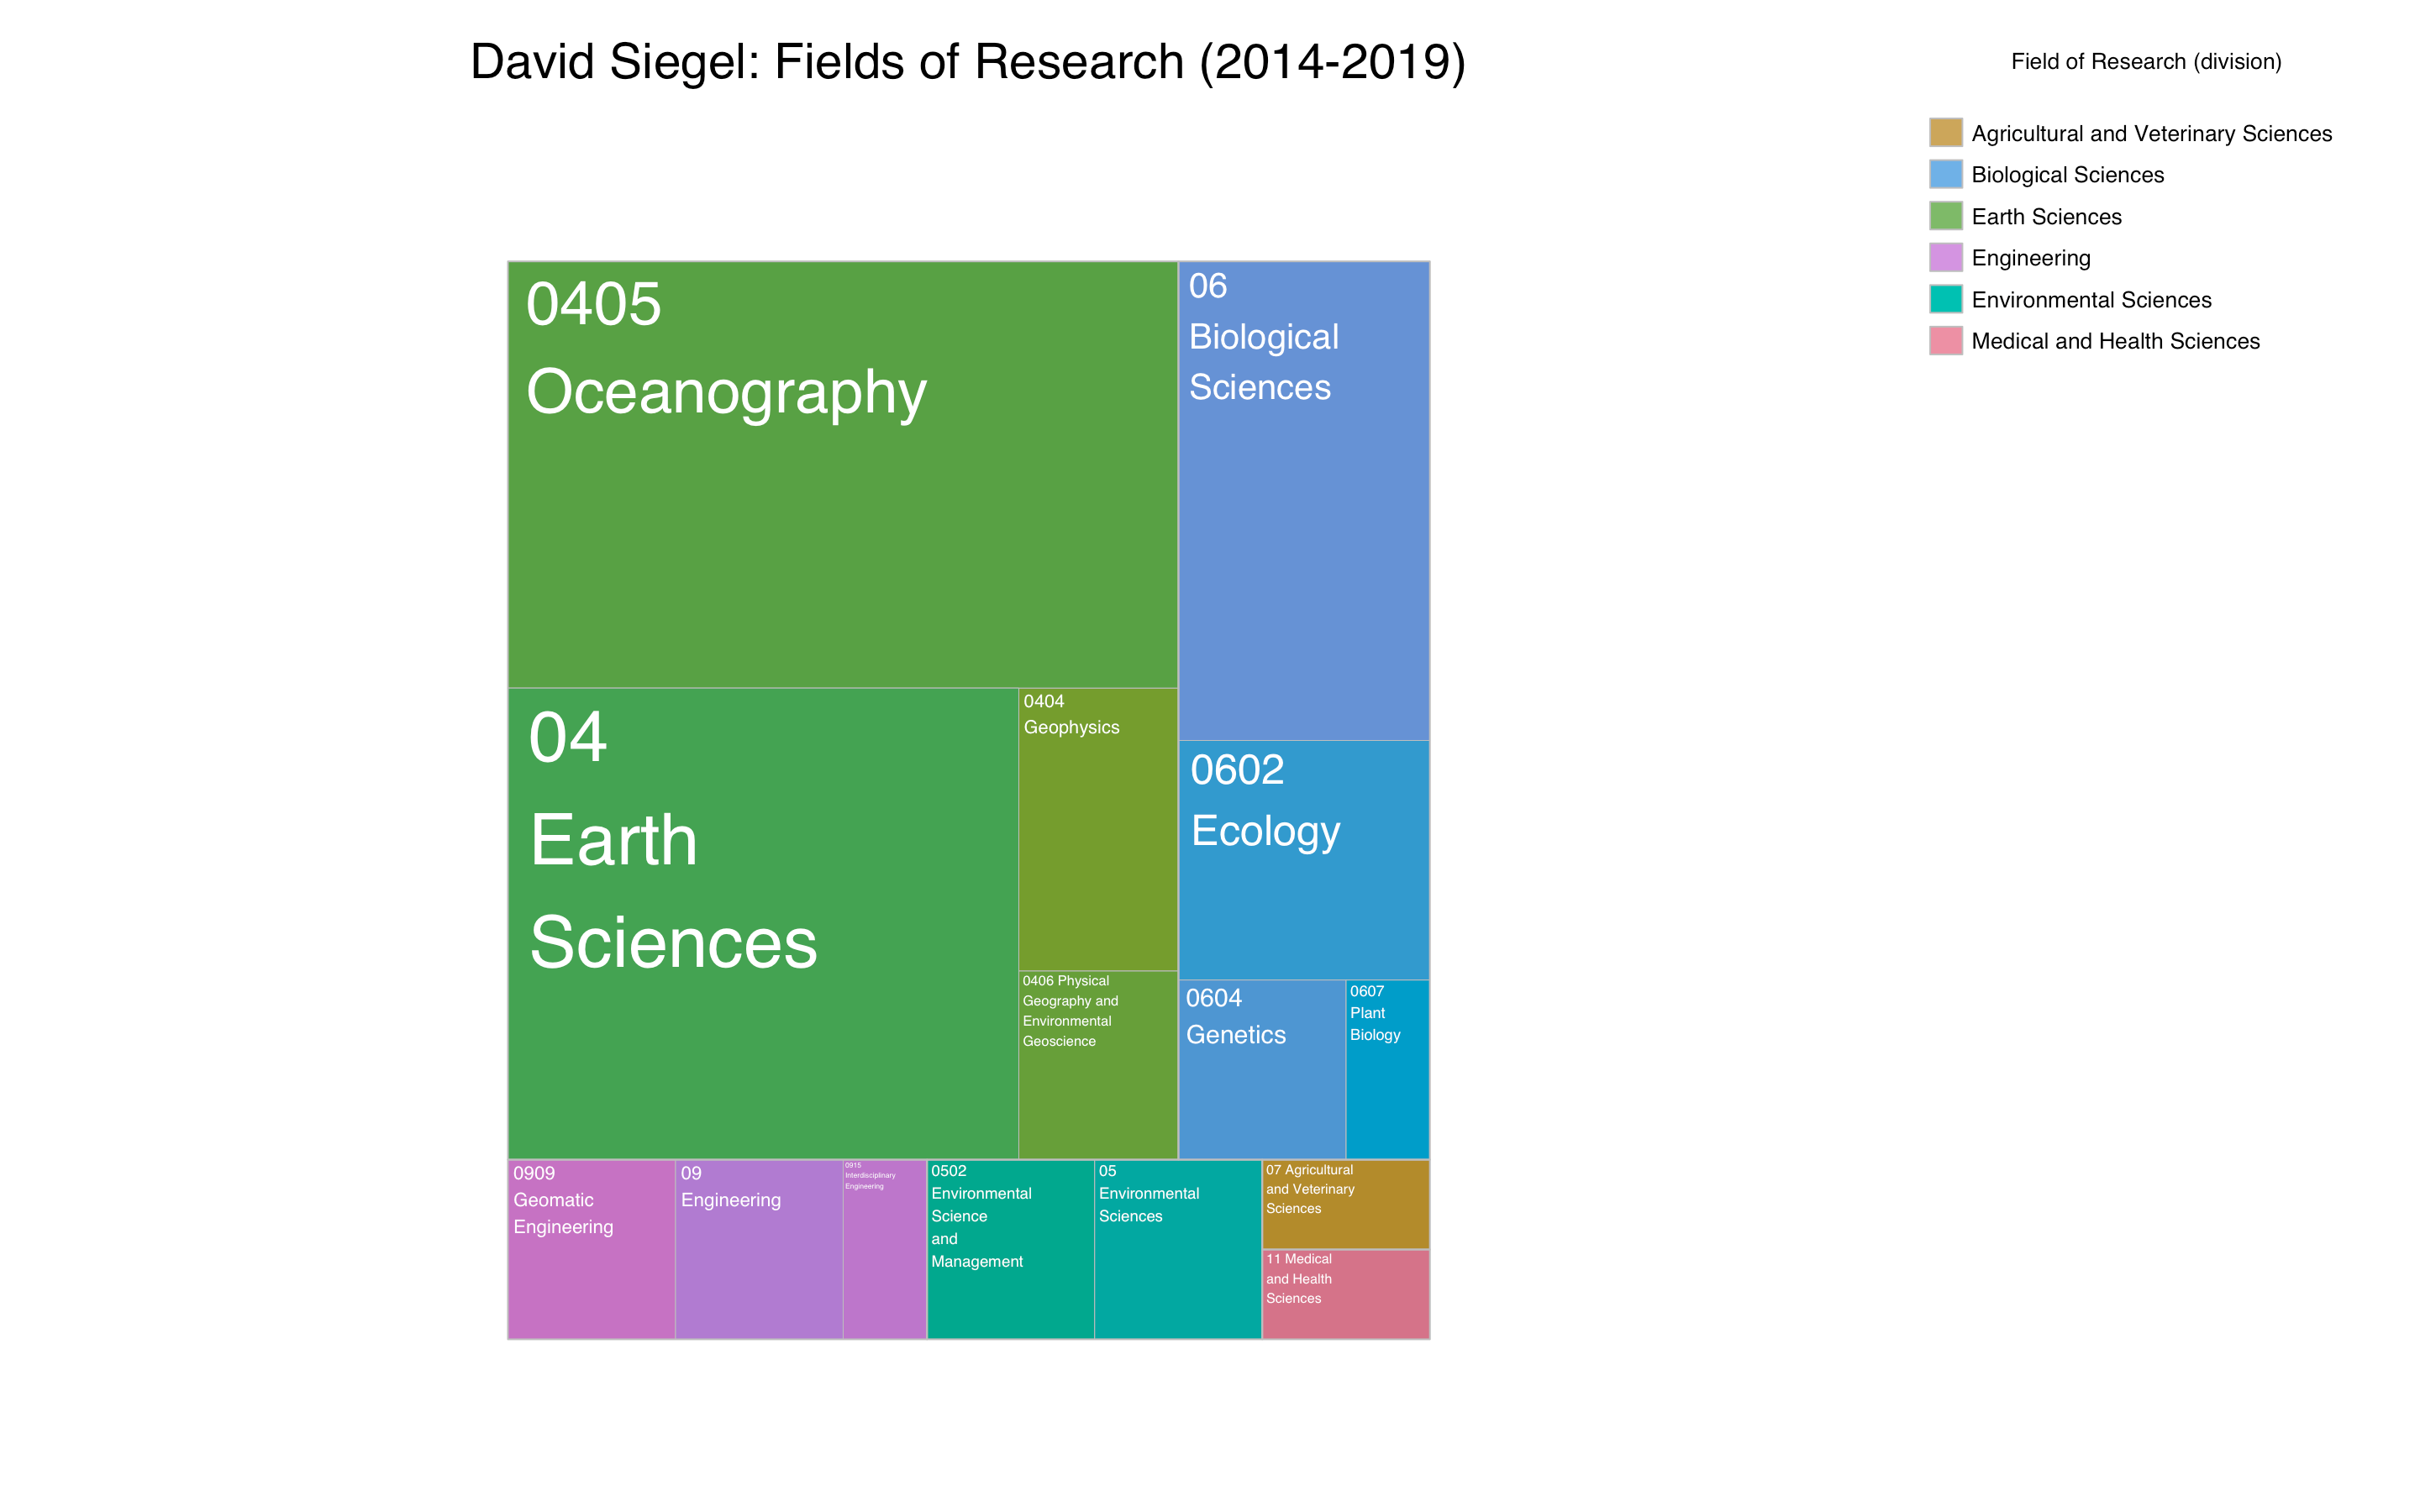 David Siegel: Fields of Research (2014-2019)
Field of Research (division)
Agricultural and Veterinary Sciences
Biological Sciences
Earth Sciences
Engineering
Environmental Sciences
Medical and Health Sciences
0405
Oceanography
06
Biological
Sciences
04
Earth
Sciences
0404
Geophysics
0406 Physical
Geography and
Environmental
Geoscience
0602
Ecology
0604
Genetics
0607
Plant
Biology
0909
Geomatic
Engineering
09
Engineering
0915
Interdisciplinary
Engineering
0502
Environmental
Science
and
Management
05
Environmental
Sciences
07 Agricultural
and Veterinary
Sciences
11 Medical
and Health
Sciences